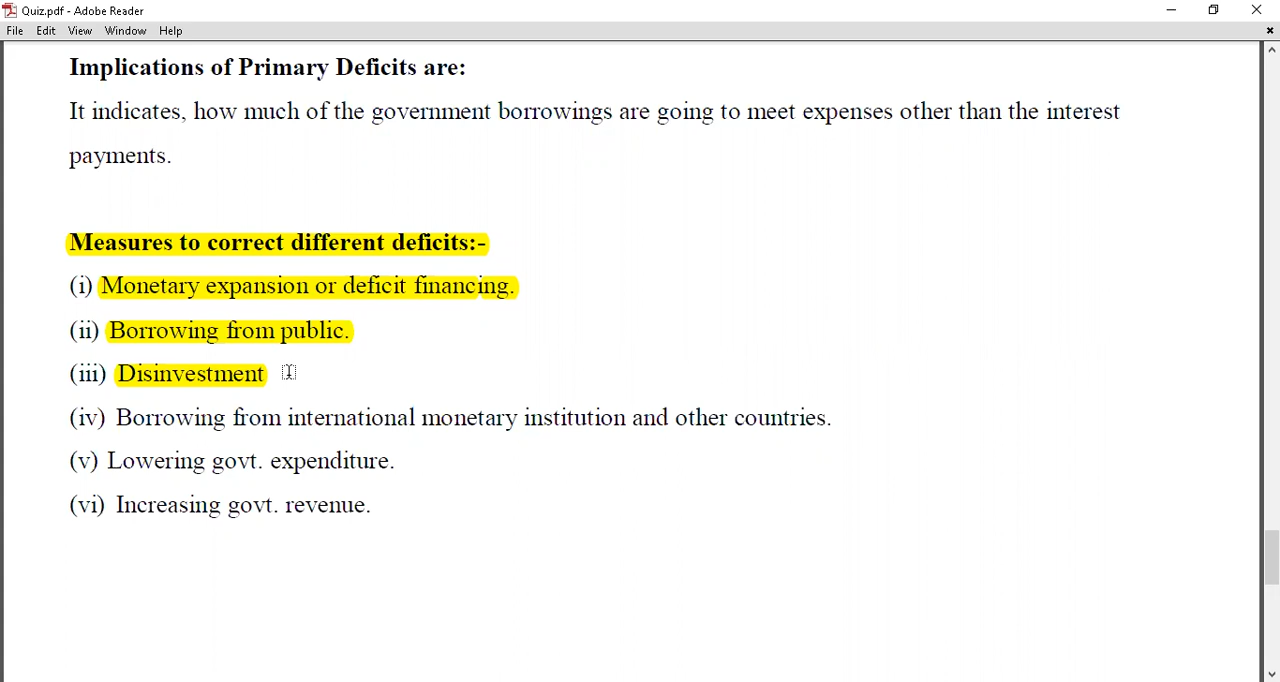 Quiz.pdf - Adobe Reader
File Edit View Window Help
Implications of Primary Deficits are:
It indicates, how much of the government borrowings are going to meet expenses other than the interest
payments.
Measures to correct different deficits:-
(i) Monetary expansion or deficit financing.
(ii) Borrowing from public.
(iii) Disinvestment
(iv) Borrowing from international monetary institution and other countries.
(v) Lowering govt. expenditure.
(vi) Increasing govt. revenue.